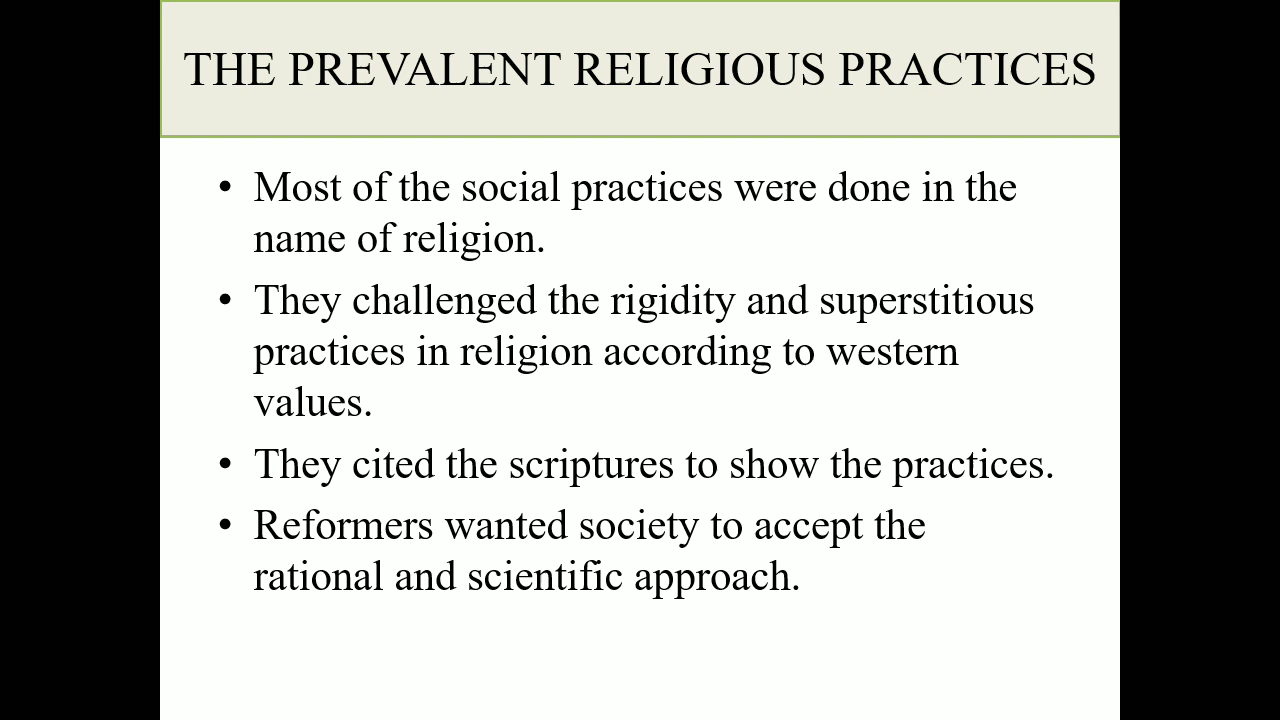 THE PREVALENT RELIGIOUS PRACTICES
• Most of the social practices were done in the
name of religion.
• They challenged the rigidity and superstitious
practices in religion according to western
values.
• They cited the scriptures to show the practices.
• Reformers wanted society to accept the
rational and scientific approach.